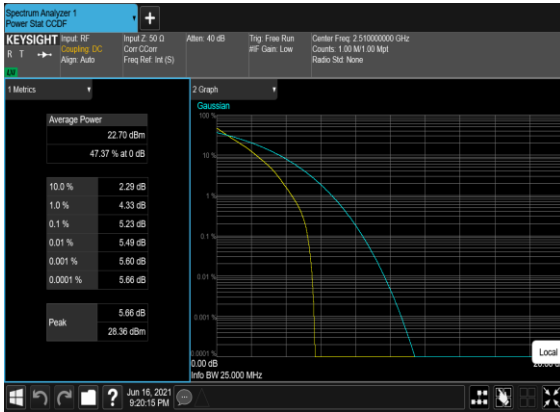 Spectrum Analyzer 1
Power Stat CCDF
KEYSIGHT
R T
LV
Input: RF
Coupling: DC
Align: Auto
Input Z: 50 Ω
Corr CCorr
Freq Ref: Int (S)
Atten: 40 dB
Trig: Free Run
#IF Gain: Low
Center Freq: 2.510000000 GHz
Counts: 1.00 M/1.00 Mpt
Radio Std: None
1 Metrics
Average Power
22.70 dBm
47.37 % at 0 dB
10.0 % 2.29 dB
1.0 % 4.33 dB
0.1 % 5.23 dB
0.01 % 5.49 dB
0.001 % 5.60 dB
0.0001 % 5.66 dB
Peak
5.66 dB
28.36 dBm
2 Graph
Gaussian
100 %
10 %
1 %
0.1 %
0.01 %
0.001 %
0.0001 %
0.00 dB
Info BW 25.000 MHz
Local
Jun 16, 2021
9:20:15 PM